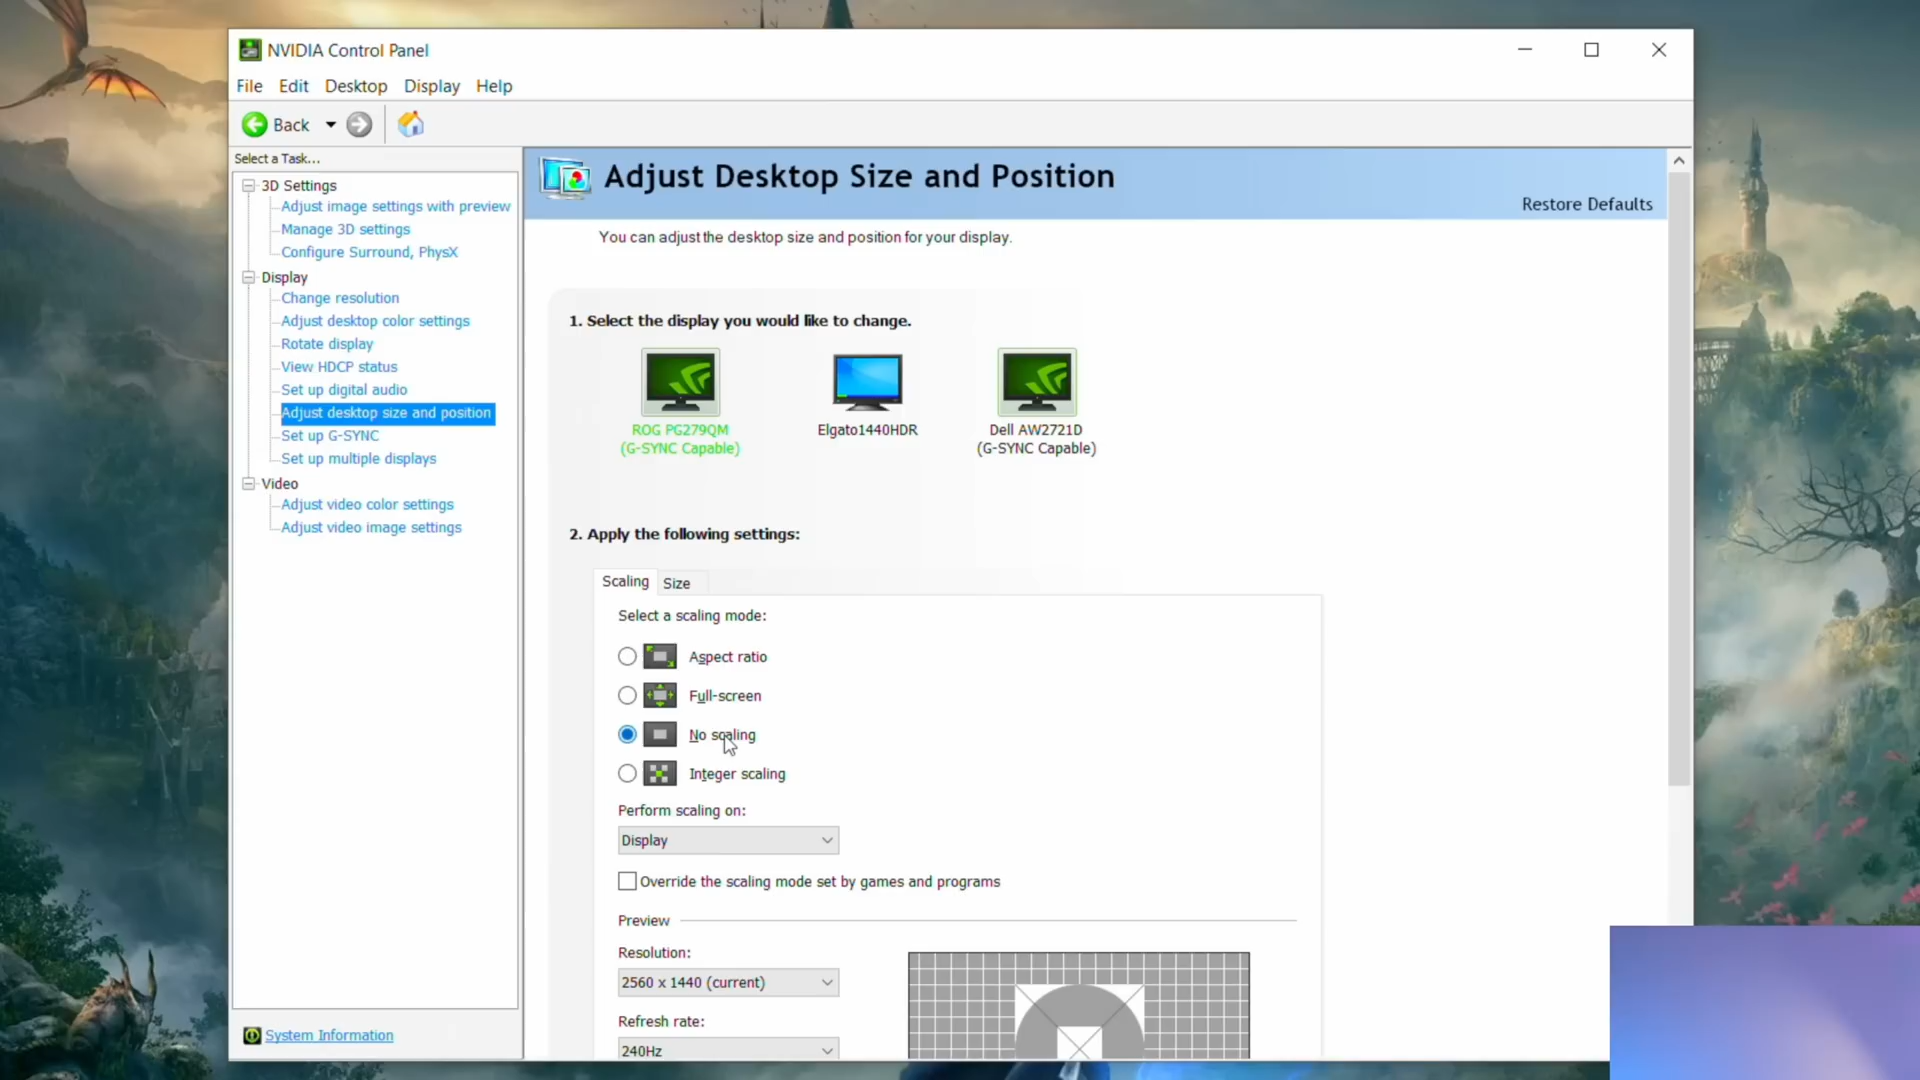 NVIDIA Control Panel
File Edit Desktop Display Help
Back
Select a Task...
3D Settings
Adjust image settings with preview
Manage 3D settings
Configure Surround, PhysX
Display
Change resolution
Adjust desktop color settings
Rotate display
View HDCP status
Set up digital audio
Adjust desktop size and position
Set up G-SYNC
Set up multiple displays
Video
Adjust video color settings
Adjust video image settings
System Information
Adjust Desktop Size and Position
Restore Defaults
You can adjust the desktop size and position for your display.
1. Select the display you would like to change.
ROG PG279QM
(G-SYNC Capable)
Elgato1440HDR
Dell AW2721D
(G-SYNC Capable)
2. Apply the following settings:
Scaling Size
Select a scaling mode:
Aspect ratio
Full-screen
No scaling
Integer scaling
Perform scaling on:
Display
Override the scaling mode set by games and programs
Preview
Resolution:
2560 x 1440 (current)
Refresh rate:
240Hz